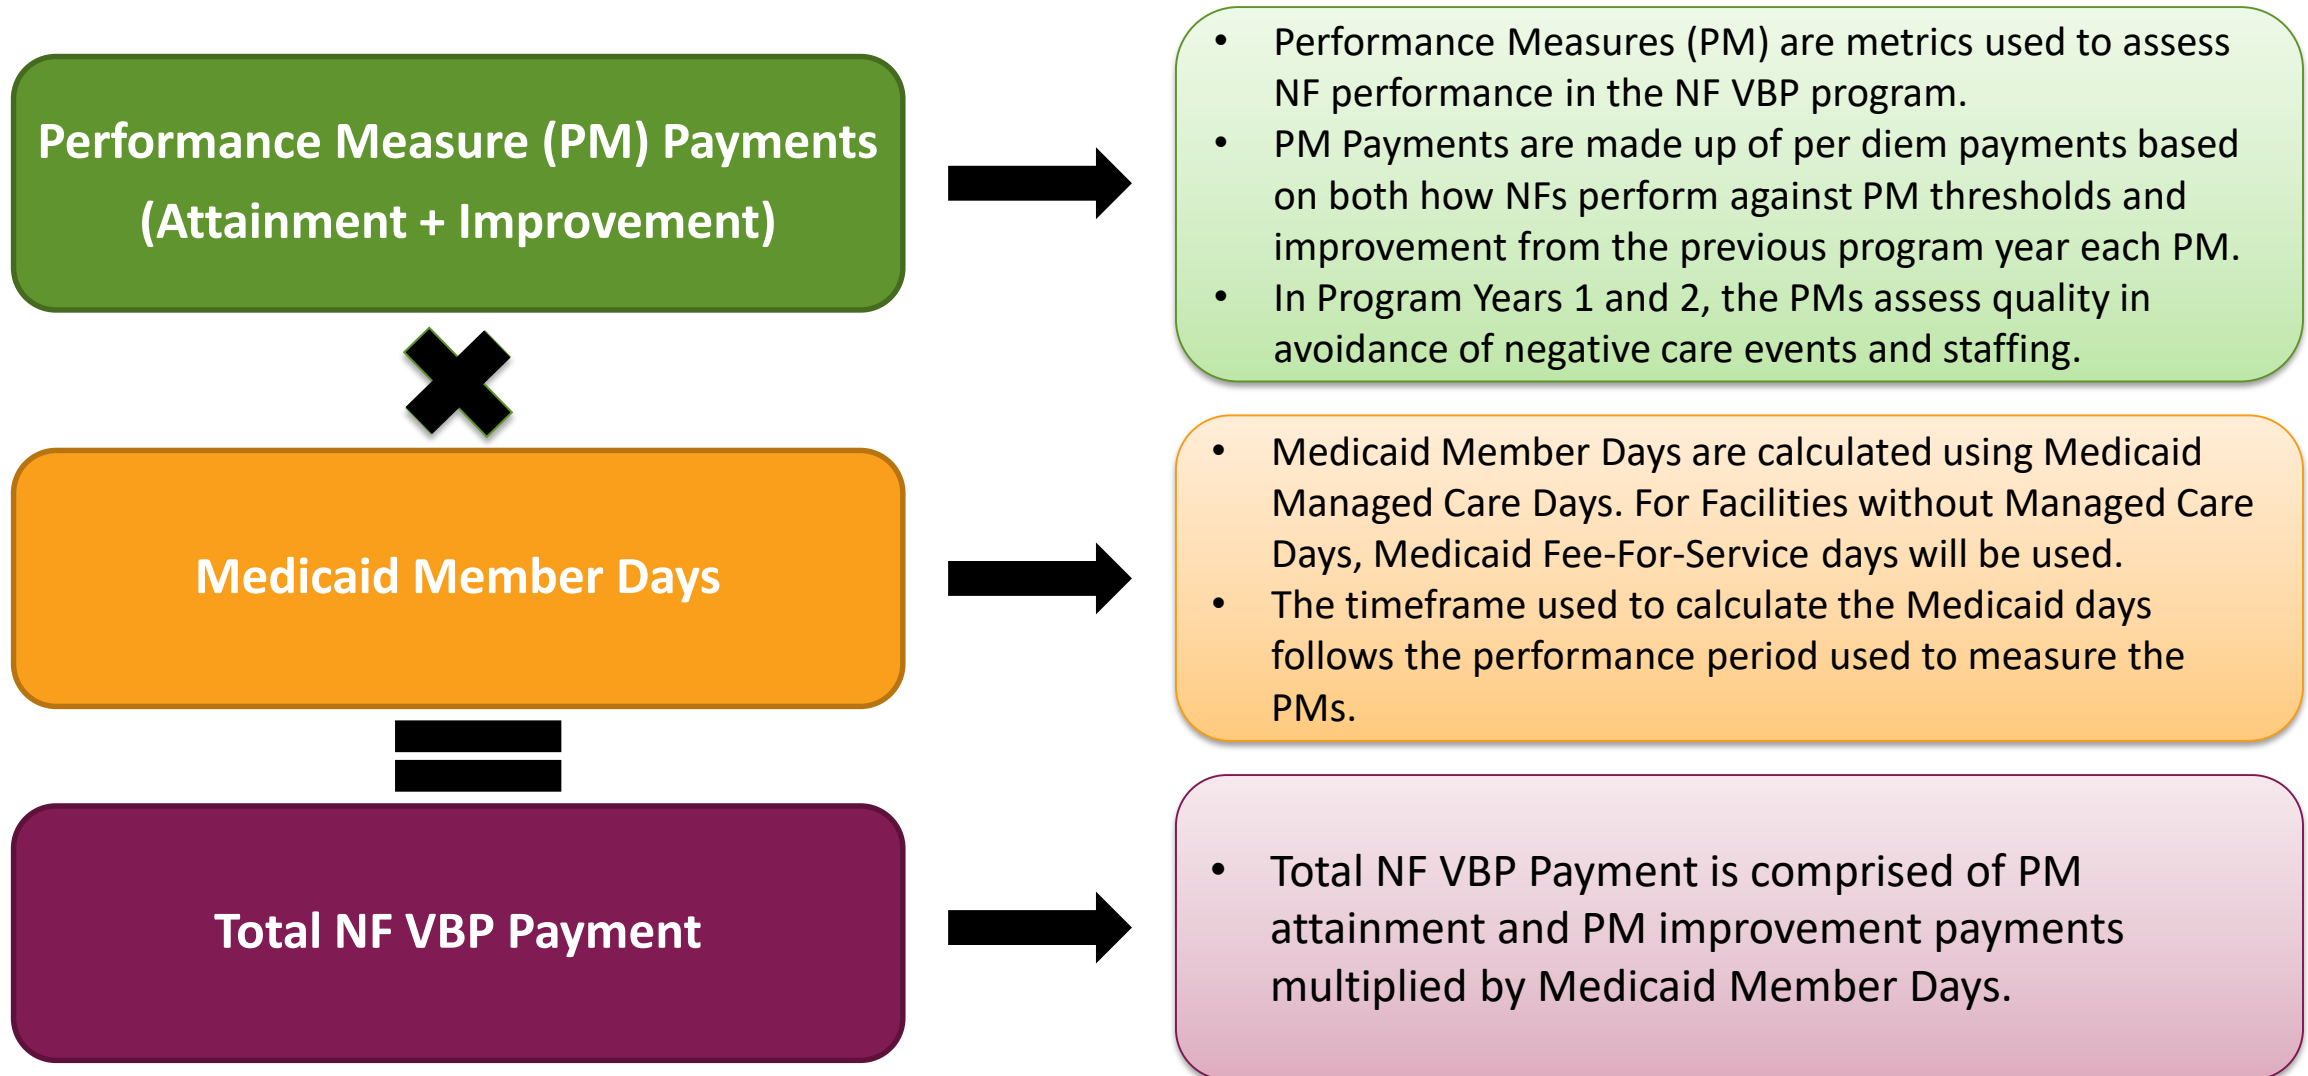 Performance Measure (PM) Payments
(Attainment + Improvement)
• Performance Measures (PM) are metrics used to assess
NF performance in the NF VBP program.
• PM Payments are made up of per diem payments based
on both how NFs perform against PM thresholds and
improvement from the previous program year each PM.
• In Program Years 1 and 2, the PMs assess quality in
avoidance of negative care events and staffing.
Medicaid Member Days
• Medicaid Member Days are calculated using Medicaid
Managed Care Days. For Facilities without Managed Care
Days, Medicaid Fee-For-Service days will be used.
• The timeframe used to calculate the Medicaid days
follows the performance period used to measure the
PMs.
Total NF VBP Payment
• Total NF VBP Payment is comprised of PM
attainment and PM improvement payments
multiplied by Medicaid Member Days.